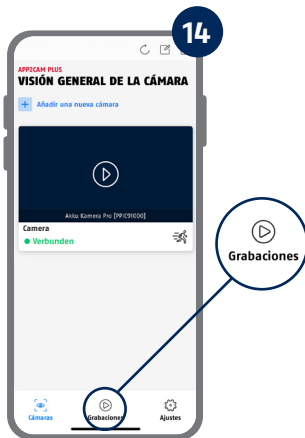 14
APP2CAM PLUS
VISIÓN GENERAL DE LA CÁMARA
Añadir una nueva cámara
Akku Kamera Pro [PPIC91000]
Camera
Verbunden
Grabaciones
Cámaras
Grabaciones
Ajustes